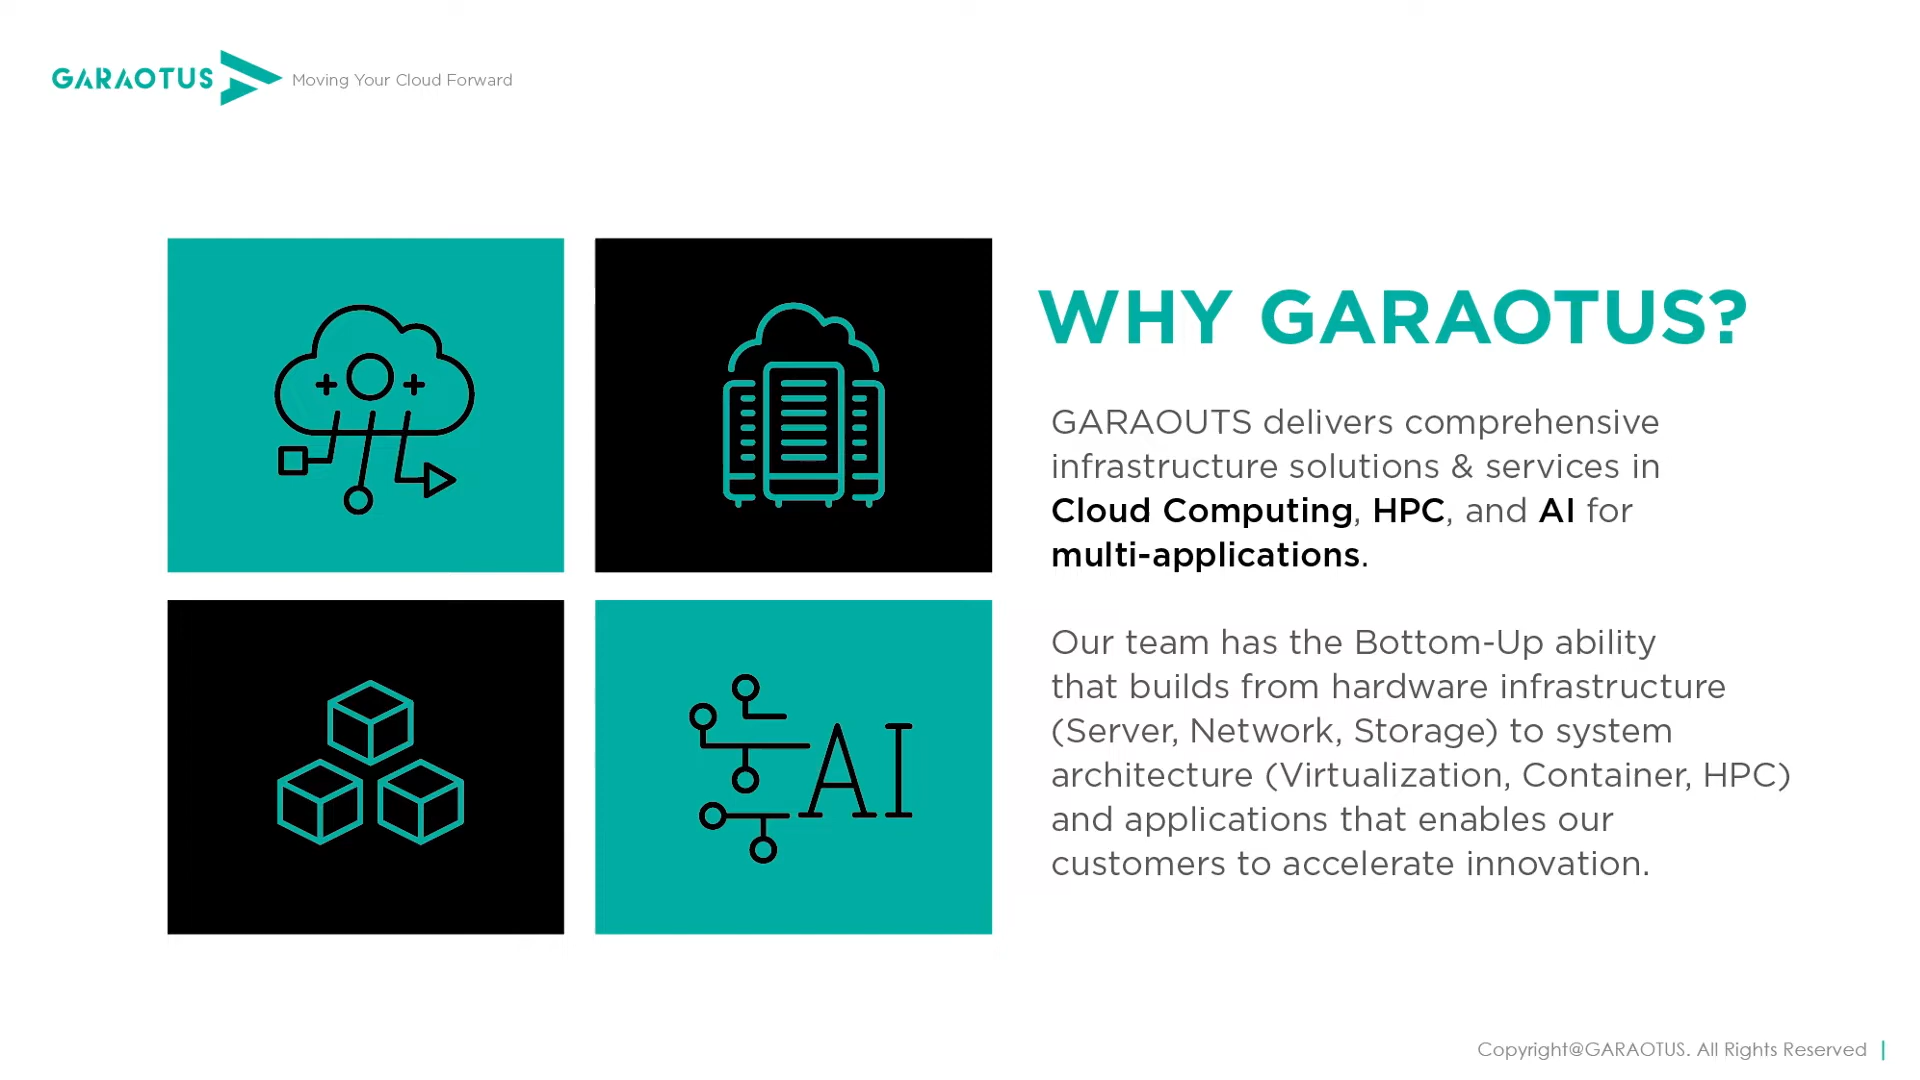 GARAOTUS Moving Your Cloud Forward
WHY GARAOTUS?
GARAOUTS delivers comprehensive
infrastructure solutions & services in
Cloud Computing, HPC, and AI for
multi-applications.
Our team has the Bottom-Up ability
that builds from hardware infrastructure
(Server, Network, Storage) to system
architecture (Virtualization, Container, HPC)
and applications that enables our
customers to accelerate innovation.
AI
Copyright@GARAOTUS. All Rights Reserved